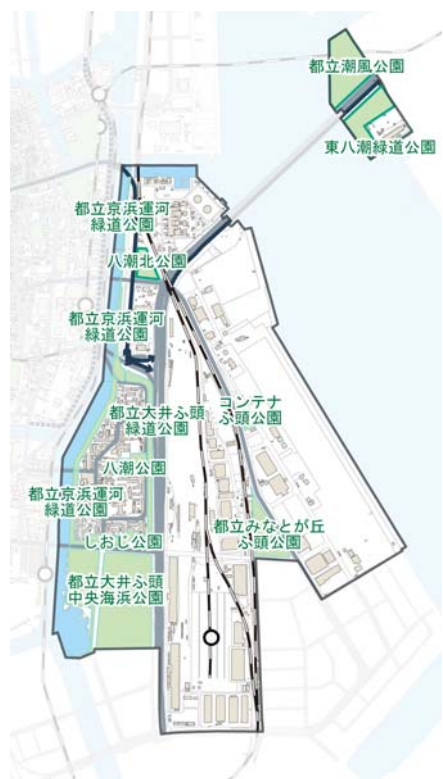 都立潮風公園
東八潮緑道公園
都立京浜運河
緑道公園
八潮北公園
都立京浜運河
緑道公園
コンテナ
ふ頭公園
都立大井ふ頭
緑道公園
八潮公園
都立京浜運河
緑道公園
都立みなとが丘
ふ頭公園
しおじ公園
都立大井ふ頭
中央海浜公園